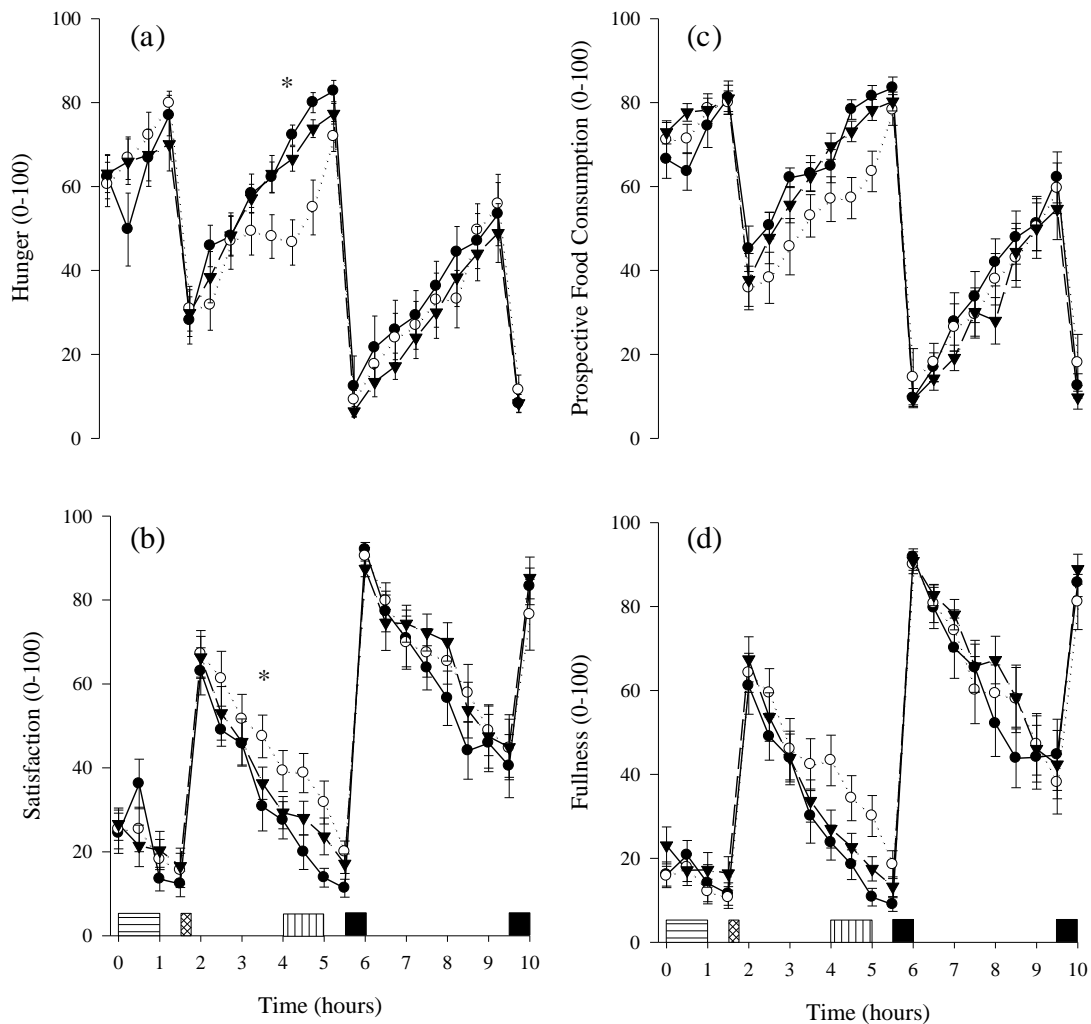 (a)
*
Hunger (0-100)
100
80
60
40
20
0
(c)
Prospective Food Consumption (0-100)
100
80
60
40
20
0
(b)
*
Satisfaction (0-100)
100
80
60
40
20
0
0 1 2 3 4 5 6 7 8 9 10
Time (hours)
(d)
Fullness (0-100)
100
80
60
40
20
0
0 1 2 3 4 5 6 7 8 9 10
Time (hours)